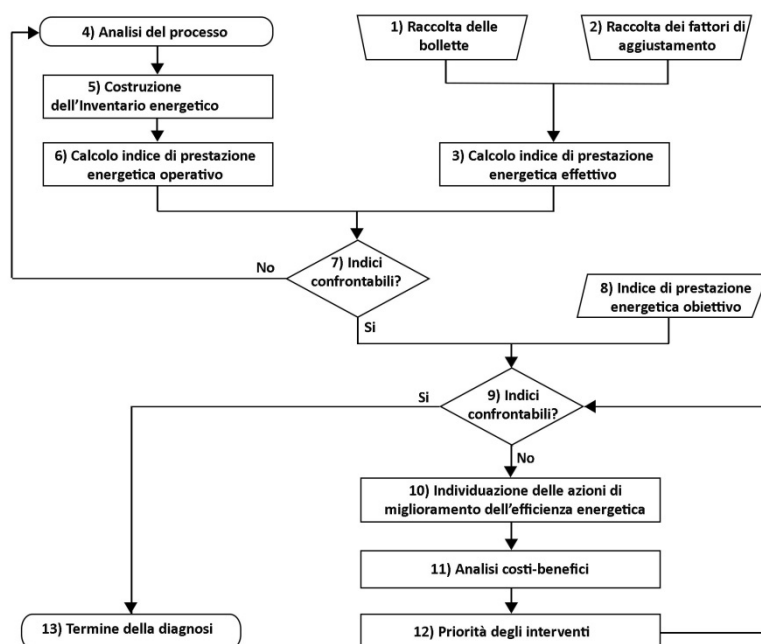 4) Analisi del processo
1) Raccolta delle
bollette
2) Raccolta dei fattori di
aggiustamento
5) Costruzione
dell'Inventario energetico
6) Calcolo indice di prestazione
energetica operativo
3) Calcolo indice di prestazione
energetica effettivo
7) Indici
confrontabili?
No
Si
8) Indice di prestazione
energetica obiettivo
9) Indici
confrontabili?
Si
No
10) Individuazione delle azioni di
miglioramento dell'efficienza energetica
11) Analisi costi-benefici
13) Termine della diagnosi
12) Priorità degli interventi